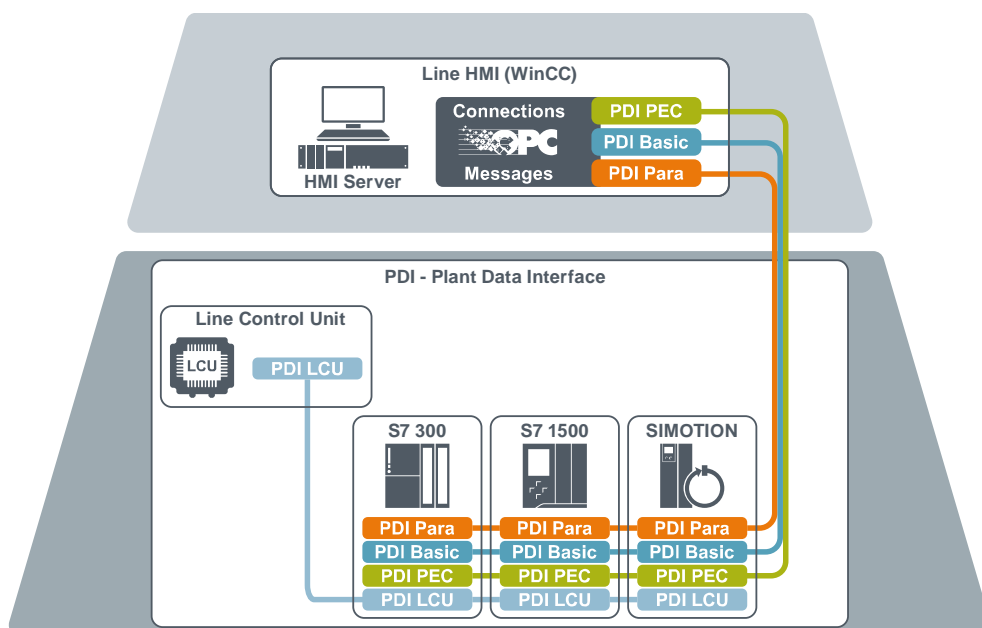 Line HMI (WinCC)
HMI Server
Connections
OPC
Messages
PDI PEC
PDI Basic
PDI Para
PDI - Plant Data Interface
Line Control Unit
LCU
PDI LCU
S7 300
S7 1500
SIMOTION
PDI Para
PDI Para
PDI Para
PDI Basic
PDI Basic
PDI Basic
PDI PEC
PDI PEC
PDI PEC
PDI LCU
PDI LCU
PDI LCU